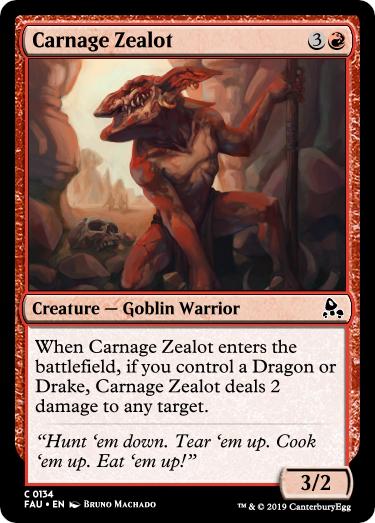 Carnage Zealot
3
Creature — Goblin Warrior
When Carnage Zealot enters the
battlefield, if you control a Dragon or
Drake, Carnage Zealot deals 2
damage to any target.
“Hunt ‘em down. Tear ‘em up. Cook
‘em up. Eat ‘em up!”
3/2
C 0134
FAU • EN Bruno Machado
™ & © 2019 CanterburyEgg